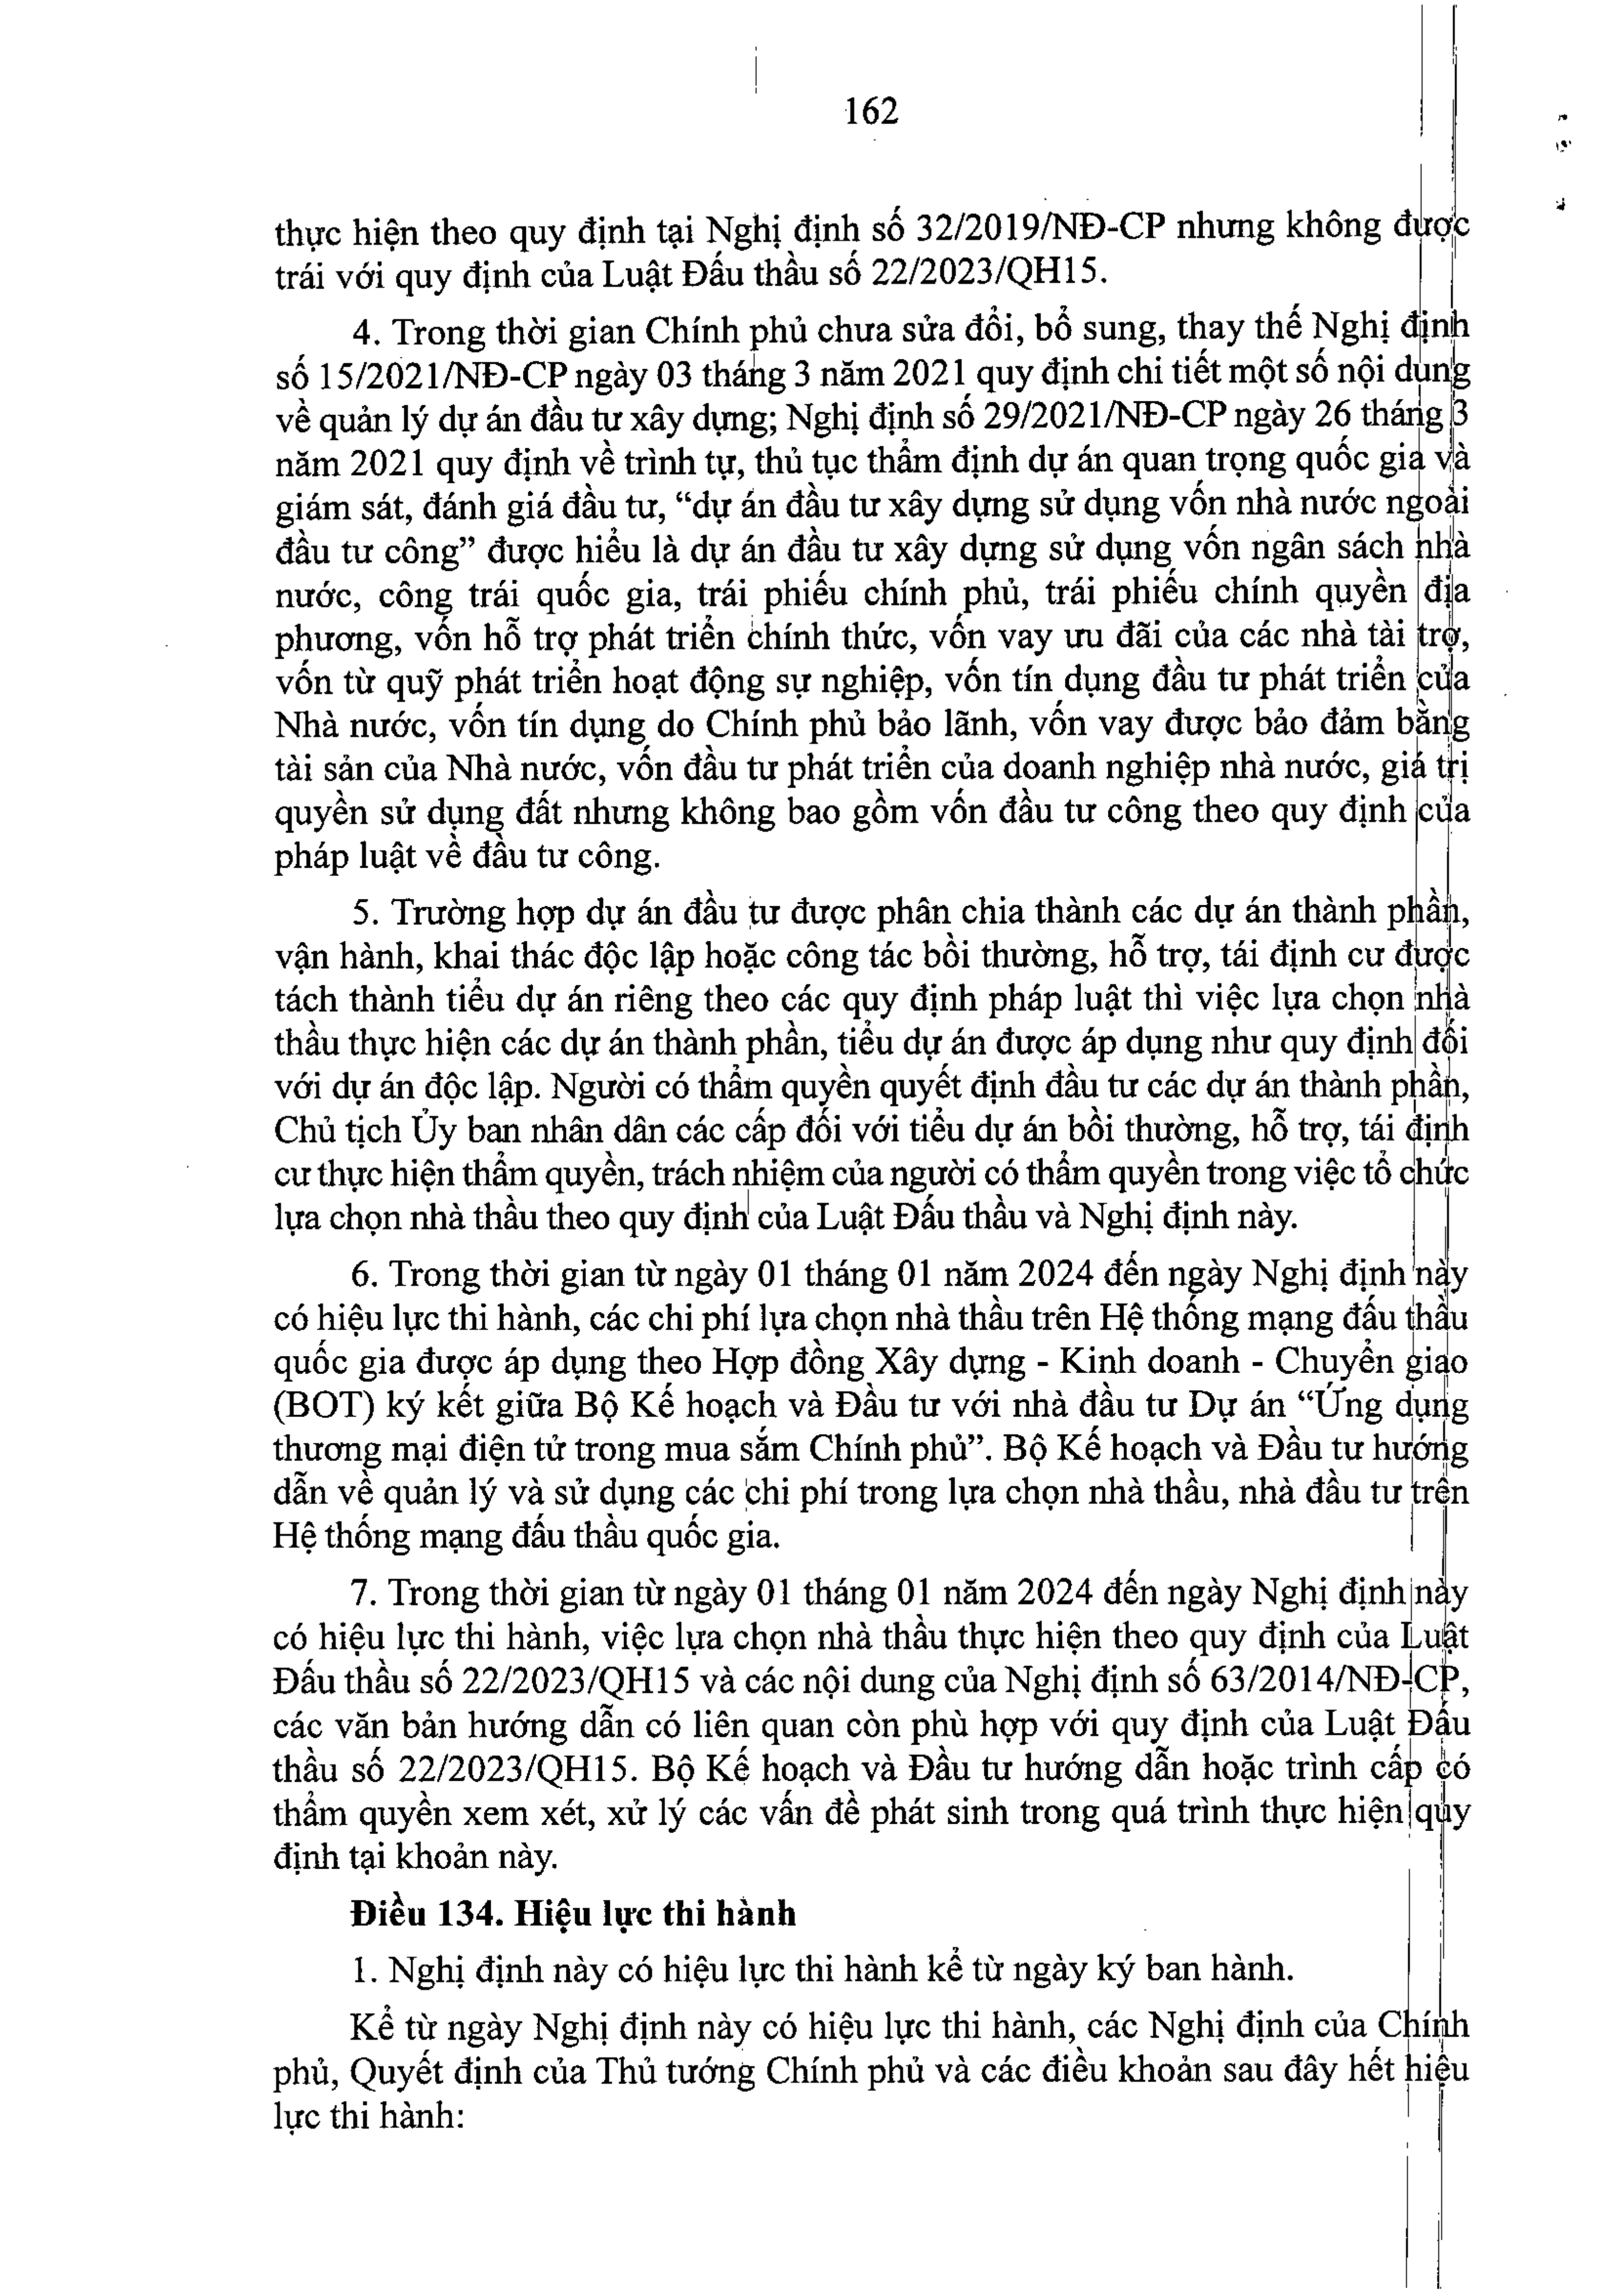 162
thực hiện theo quy định tại Nghị định số 32/2019/NĐ-CP nhưng không được
trái với quy định của Luật Đấu thầu số 22/2023/QH15.
4. Trong thời gian Chính phủ chưa sửa đổi, bổ sung, thay thế Nghị định
số 15/2021/NĐ-CP ngày 03 tháng 3 năm 2021 quy định chi tiết một số nội dung
về quản lý dự án đầu tư xây dựng; Nghị định số 29/2021/NĐ-CP ngày 26 tháng 3
năm 2021 quy định về trình tự, thủ tục thẩm định dự án quan trọng quốc gia và
giám sát, đánh giá đầu tư, “dự án đầu tư xây dựng sử dụng vốn nhà nước ngoài
đầu tư công” được hiểu là dự án đầu tư xây dựng sử dụng vốn ngân sách nhà
nước, công trái quốc gia, trái phiếu chính phủ, trái phiếu chính quyền địa
phương, vốn hỗ trợ phát triển chính thức, vốn vay ưu đãi của các nhà tài trợ,
vốn từ quỹ phát triển hoạt động sự nghiệp, vốn tín dụng đầu tư phát triển của
Nhà nước, vốn tín dụng do Chính phủ bảo lãnh, vốn vay được bảo đảm bằng
tài sản của Nhà nước, vốn đầu tư phát triển của doanh nghiệp nhà nước, giá trị
quyền sử dụng đất nhưng không bao gồm vốn đầu tư công theo quy định của
pháp luật về đầu tư công.
5. Trường hợp dự án đầu tư được phân chia thành các dự án thành phần,
vận hành, khai thác độc lập hoặc công tác bồi thường, hỗ trợ, tái định cư được
tách thành tiểu dự án riêng theo các quy định pháp luật thì việc lựa chọn nhà
thầu thực hiện các dự án thành phần, tiểu dự án được áp dụng như quy định đối
với dự án độc lập. Người có thẩm quyền quyết định đầu tư các dự án thành phần,
Chủ tịch Ủy ban nhân dân các cấp đối với tiểu dự án bồi thường, hỗ trợ, tái định
cư thực hiện thẩm quyền, trách nhiệm của người có thẩm quyền trong việc tổ chức
lựa chọn nhà thầu theo quy định của Luật Đấu thầu và Nghị định này.
6. Trong thời gian từ ngày 01 tháng 01 năm 2024 đến ngày Nghị định này
có hiệu lực thi hành, các chi phí lựa chọn nhà thầu trên Hệ thống mạng đấu thầu
quốc gia được áp dụng theo Hợp đồng Xây dựng - Kinh doanh - Chuyển giao
(BOT) ký kết giữa Bộ Kế hoạch và Đầu tư với nhà đầu tư Dự án “Ứng dụng
thương mại điện tử trong mua sắm Chính phủ”. Bộ Kế hoạch và Đầu tư hướng
dẫn về quản lý và sử dụng các chi phí trong lựa chọn nhà thầu, nhà đầu tư trên
Hệ thống mạng đấu thầu quốc gia.
7. Trong thời gian từ ngày 01 tháng 01 năm 2024 đến ngày Nghị định này
có hiệu lực thi hành, việc lựa chọn nhà thầu thực hiện theo quy định của Luật
Đấu thầu số 22/2023/QH15 và các nội dung của Nghị định số 63/2014/NĐ-CP,
các văn bản hướng dẫn có liên quan còn phù hợp với quy định của Luật Đấu
thầu số 22/2023/QH15. Bộ Kế hoạch và Đầu tư hướng dẫn hoặc trình cấp có
thẩm quyền xem xét, xử lý các vấn đề phát sinh trong quá trình thực hiện quy
định tại khoản này.
Điều 134. Hiệu lực thi hành
1. Nghị định này có hiệu lực thi hành kể từ ngày ký ban hành.
Kể từ ngày Nghị định này có hiệu lực thi hành, các Nghị định của Chính
phủ, Quyết định của Thủ tướng Chính phủ và các điều khoản sau đây hết hiệu
lực thi hành: